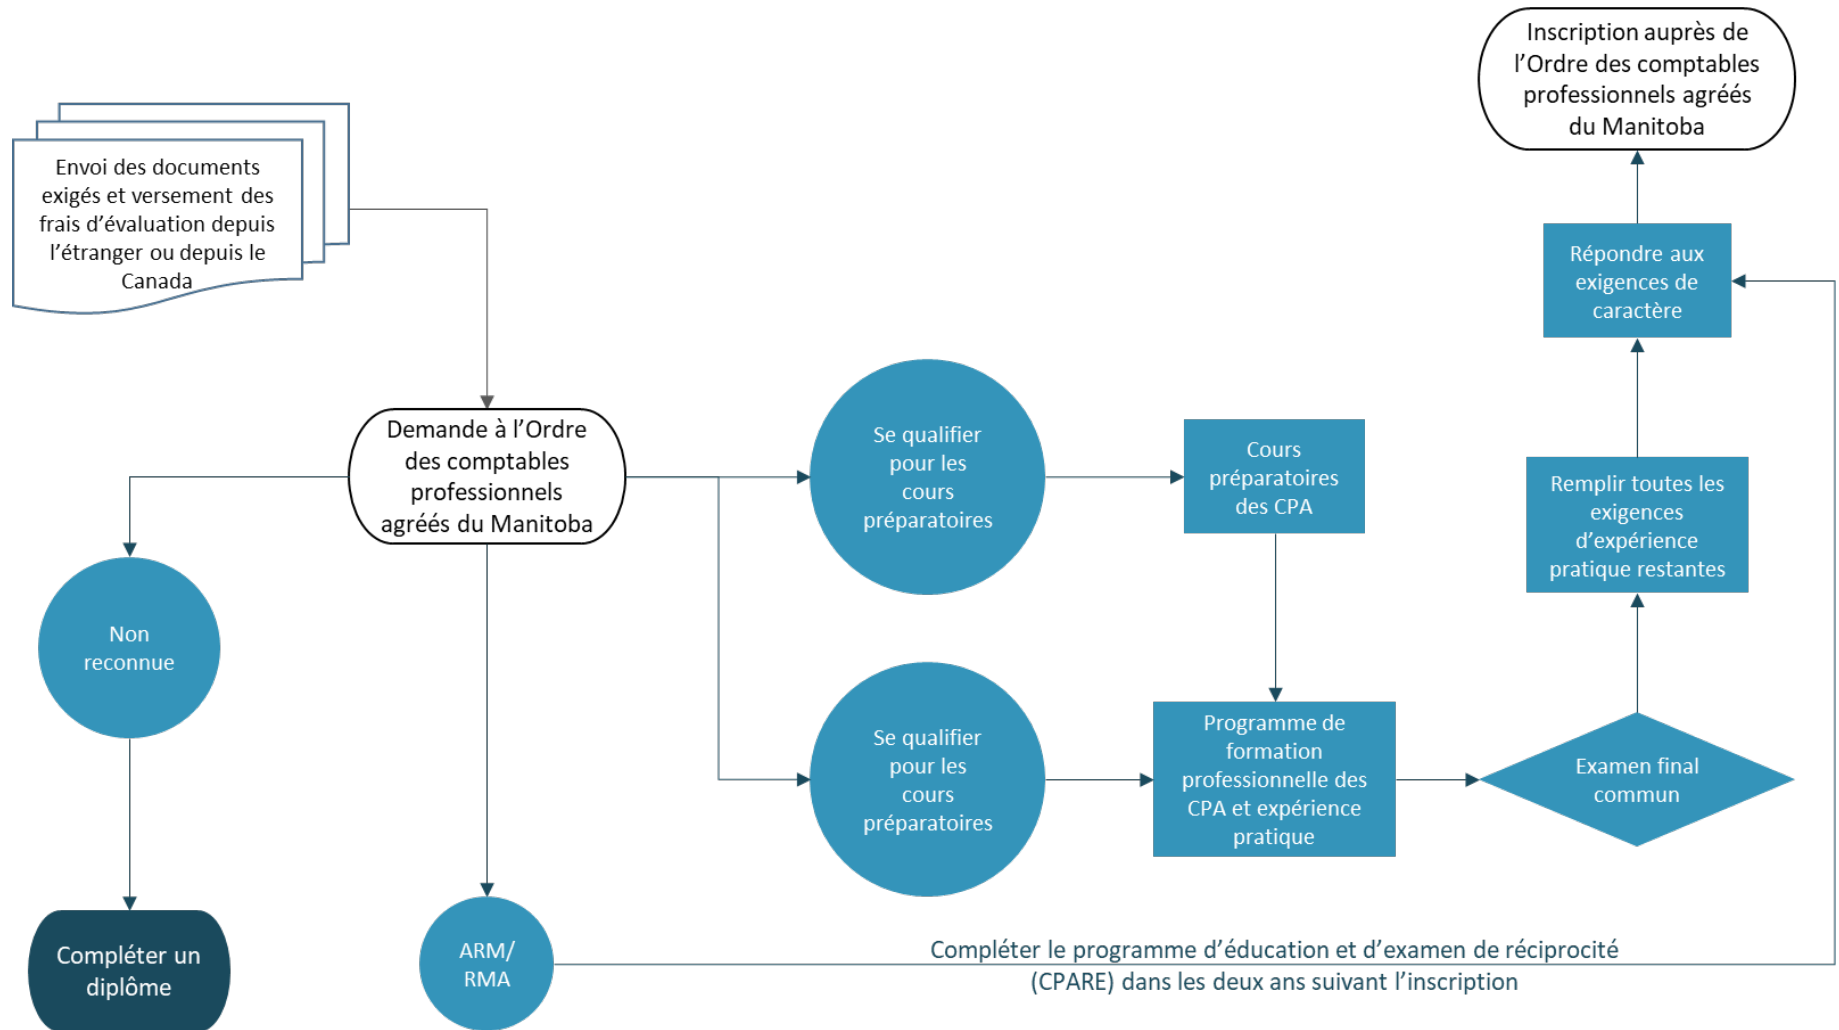 Inscription auprès de
l’Ordre des comptables
professionnels agréés
du Manitoba
Envoi des documents
exigés et versement des
frais d’évaluation depuis
l’étranger ou depuis le
Canada
Répondre aux
exigences de
caractère
Demande à l’Ordre
des comptables
professionnels
agréés du Manitoba
Se qualifier
pour les
cours
préparatoires
Cours
préparatoires
des CPA
Remplir toutes les
exigences
d’expérience
pratique restantes
Non
reconnue
Se qualifier
pour les
cours
préparatoires
Programme de
formation
professionnelle des
CPA et expérience
pratique
Examen final
commun
Compléter un
diplôme
ARM/
RMA
Compléter le programme d’éducation et d’examen de réciprocité
(CPARE) dans les deux ans suivant l’inscription